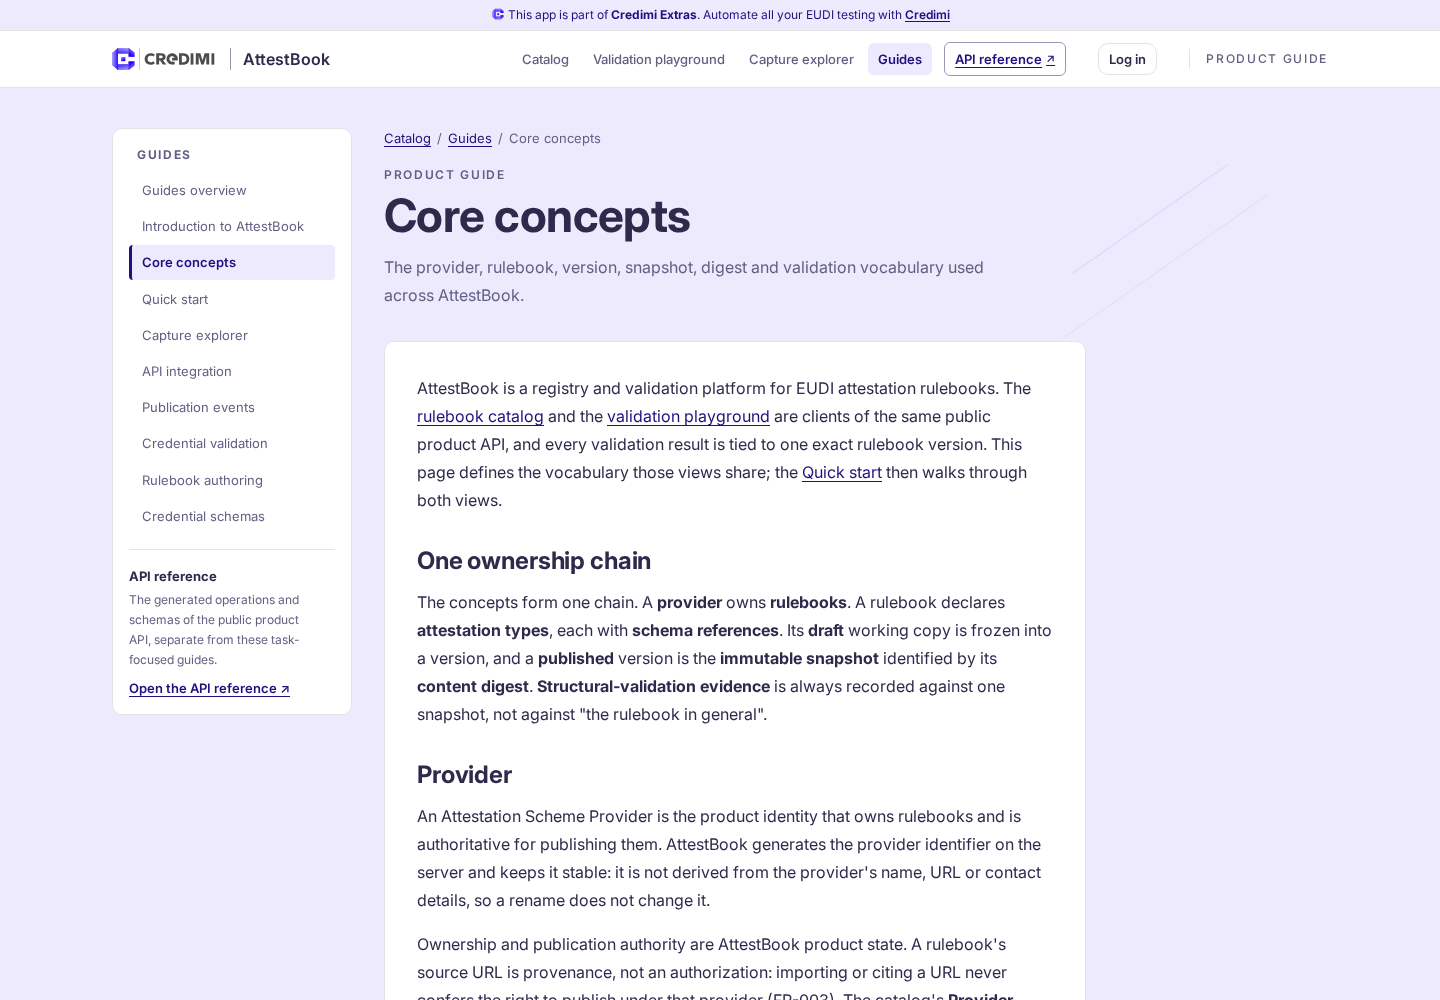 This app is part of Credimi Extras. Automate all your EUDI testing with Credimi
CREDIMI AttestBook Catalog Validation playground Capture explorer Guides API reference ↗ Log in PRODUCT GUIDE
GUIDES
Guides overview
Introduction to AttestBook
Core concepts
Quick start
Capture explorer
API integration
Publication events
Credential validation
Rulebook authoring
Credential schemas
API reference
The generated operations and
schemas of the public product
API, separate from these task-
focused guides.
Open the API reference ↗
Catalog / Guides / Core concepts
PRODUCT GUIDE
Core concepts
The provider, rulebook, version, snapshot, digest and validation vocabulary used
across AttestBook.
AttestBook is a registry and validation platform for EUDI attestation rulebooks. The
rulebook catalog and the validation playground are clients of the same public
product API, and every validation result is tied to one exact rulebook version. This
page defines the vocabulary those views share; the Quick start then walks through
both views.
One ownership chain
The concepts form one chain. A provider owns rulebooks. A rulebook declares
attestation types, each with schema references. Its draft working copy is frozen into
a version, and a published version is the immutable snapshot identified by its
content digest. Structural-validation evidence is always recorded against one
snapshot, not against "the rulebook in general".
Provider
An Attestation Scheme Provider is the product identity that owns rulebooks and is
authoritative for publishing them. AttestBook generates the provider identifier on the
server and keeps it stable: it is not derived from the provider's name, URL or contact
details, so a rename does not change it.
Ownership and publication authority are AttestBook product state. A rulebook's
source URL is provenance, not an authorization: importing or citing a URL never
confers the right to publish under that provider (FR-003). The catalog's Provider